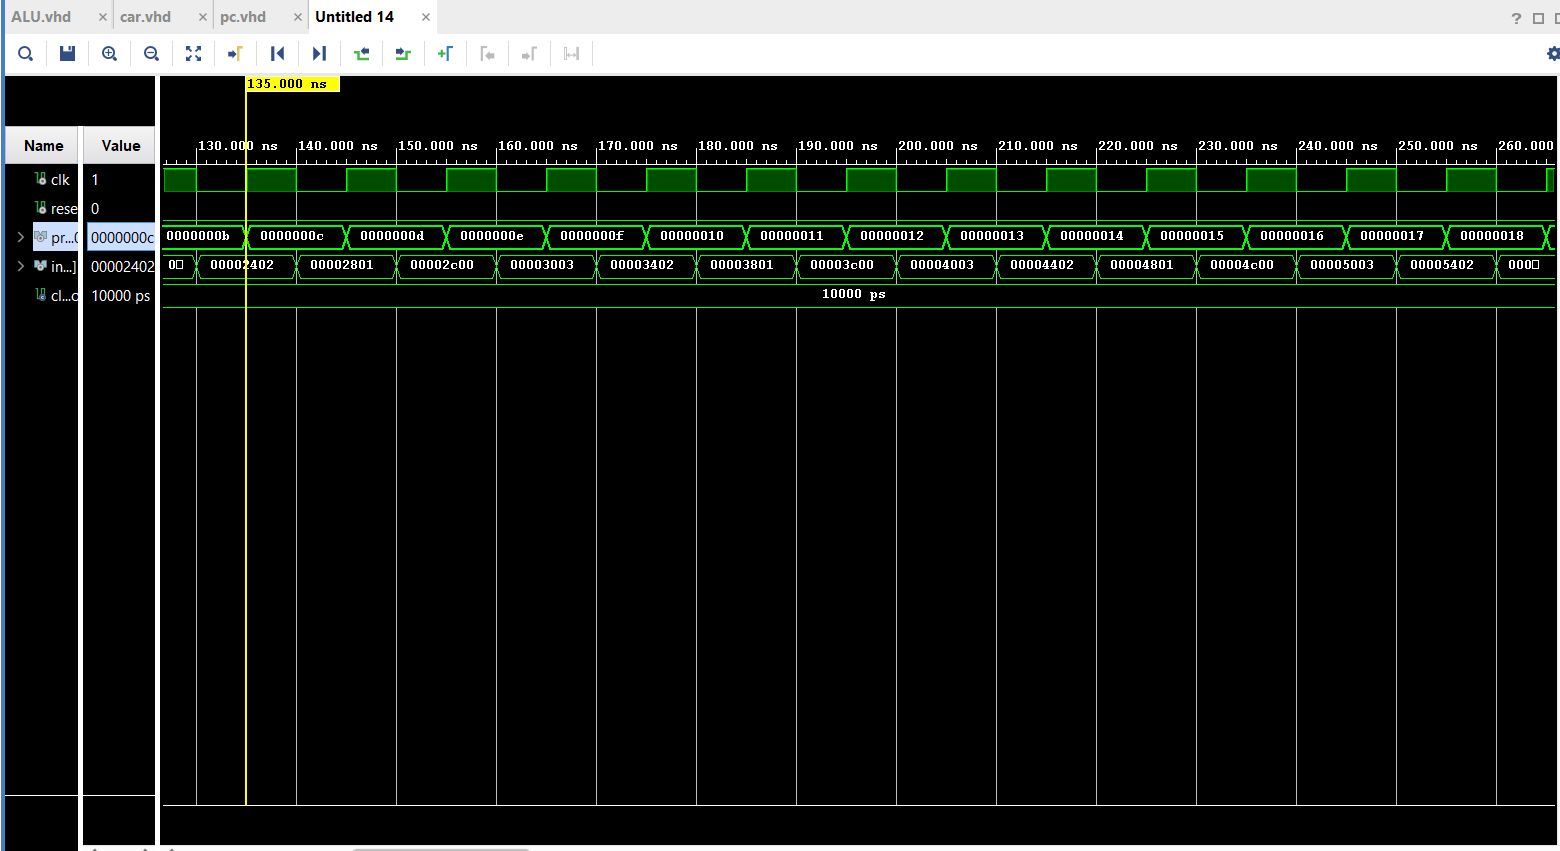 ALU.vhd × car.vhd × pc.vhd × Untitled 14 × ?
135.000 ns
Name Value
130.000 ns 140.000 ns 150.000 ns 160.000 ns 170.000 ns 180.000 ns 190.000 ns 200.000 ns 210.000 ns 220.000 ns 230.000 ns 240.000 ns 250.000 ns 260.000
clk 1
rese 0
pr...0 0000000c 0000000b 0000000c 0000000d 0000000e 0000000f 00000010 00000011 00000012 00000013 00000014 00000015 00000016 00000017 00000018
in...] 00002402 0 00002402 00002801 00002c00 00003003 00003402 00003801 00003c00 00004003 00004402 00004801 00004c00 00005003 00005402 000
cl...o 10000 ps 10000 ps